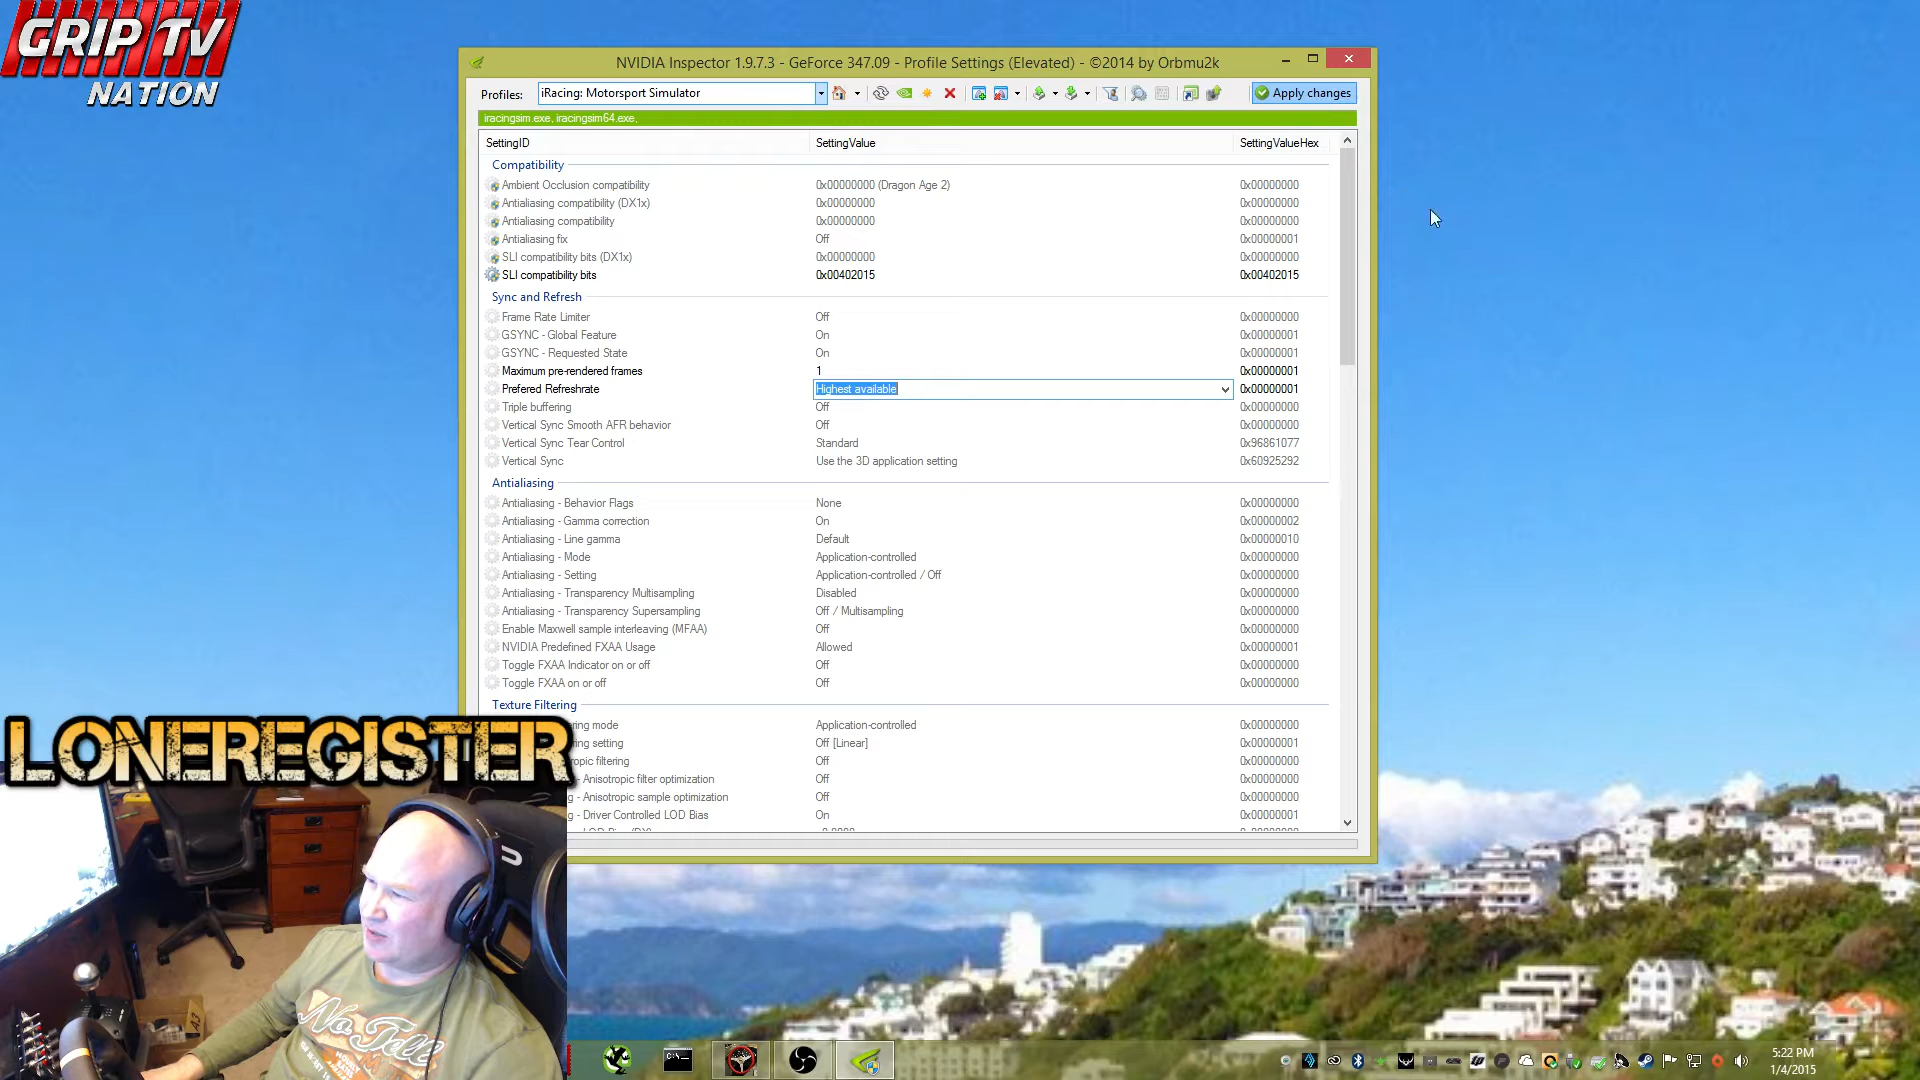 GRIP TV
NATION
NVIDIA Inspector 1.9.7.3 - GeForce 347.09 - Profile Settings (Elevated) - ©2014 by Orbmu2k
Profiles: iRacing: Motorsport Simulator Apply changes
iracingsim.exe, iracingsim64.exe,
SettingID SettingValue SettingValueHex
Compatibility
Ambient Occlusion compatibility 0x00000000 (Dragon Age 2) 0x00000000
Antialiasing compatibility (DX1x) 0x00000000 0x00000000
Antialiasing compatibility 0x00000000 0x00000000
Antialiasing fix Off 0x00000001
SLI compatibility bits (DX1x) 0x00000000 0x00000000
SLI compatibility bits 0x00402015 0x00402015
Sync and Refresh
Frame Rate Limiter Off 0x00000000
GSYNC - Global Feature On 0x00000001
GSYNC - Requested State On 0x00000001
Maximum pre-rendered frames 1 0x00000001
Prefered Refreshrate Highest available 0x00000001
Triple buffering Off 0x00000000
Vertical Sync Smooth AFR behavior Off 0x00000000
Vertical Sync Tear Control Standard 0x96861077
Vertical Sync Use the 3D application setting 0x60925292
Antialiasing
Antialiasing - Behavior Flags None 0x00000000
Antialiasing - Gamma correction On 0x00000002
Antialiasing - Line gamma Default 0x00000010
Antialiasing - Mode Application-controlled 0x00000000
Antialiasing - Setting Application-controlled / Off 0x00000000
Antialiasing - Transparency Multisampling Disabled 0x00000000
Antialiasing - Transparency Supersampling Off / Multisampling 0x00000000
Enable Maxwell sample interleaving (MFAA) Off 0x00000000
NVIDIA Predefined FXAA Usage Allowed 0x00000001
Toggle FXAA Indicator on or off Off 0x00000000
Toggle FXAA on or off Off 0x00000000
Texture Filtering
mode Application-controlled 0x00000000
setting Off [Linear] 0x00000001
filtering Off 0x00000000
- Anisotropic filter optimization Off 0x00000000
- Anisotropic sample optimization Off 0x00000000
- Driver Controlled LOD Bias On 0x00000001
LONEREGISTER
No Fell
5:22 PM
1/4/2015